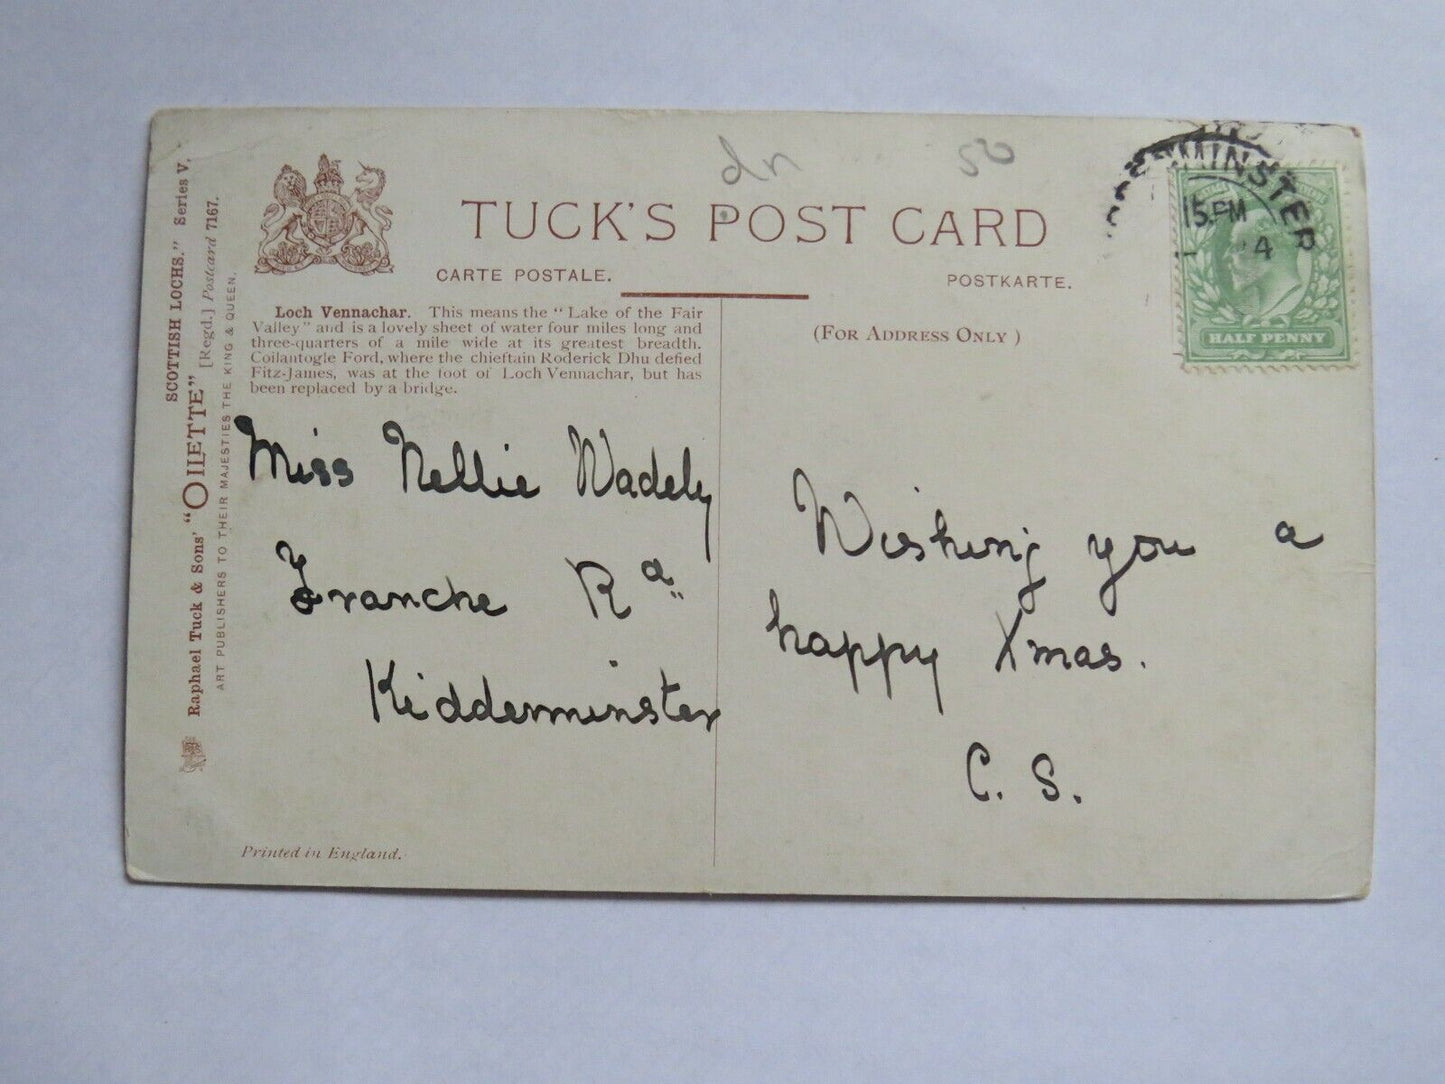 TUCK'S POST CARD
CARTE POSTALE.
POSTKARTE.
(FOR ADDRESS ONLY )
dn
50
MINSTER
15.PM
4
HALF PENNY
SCOTTISH LOCHS." Series V.
Raphael Tuck & Sons' "OILETTE" [Regd.] Postcard 7167.
ART PUBLISHERS TO THEIR MAJESTIES THE KING & QUEEN.
Loch Vennachar. This means the "Lake of the Fair
Valley" and is a lovely sheet of water four miles long and
three-quarters of a mile wide at its greatest breadth.
Coilantogle Ford, where the chieftain Roderick Dhu defied
Fitz-James, was at the foot of Loch Vennachar, but has
been replaced by a bridge.
Miss Nellie Wadely
Franche Rd
Kidderminster
Wishing you a
happy Xmas.
C. S.
Printed in England.